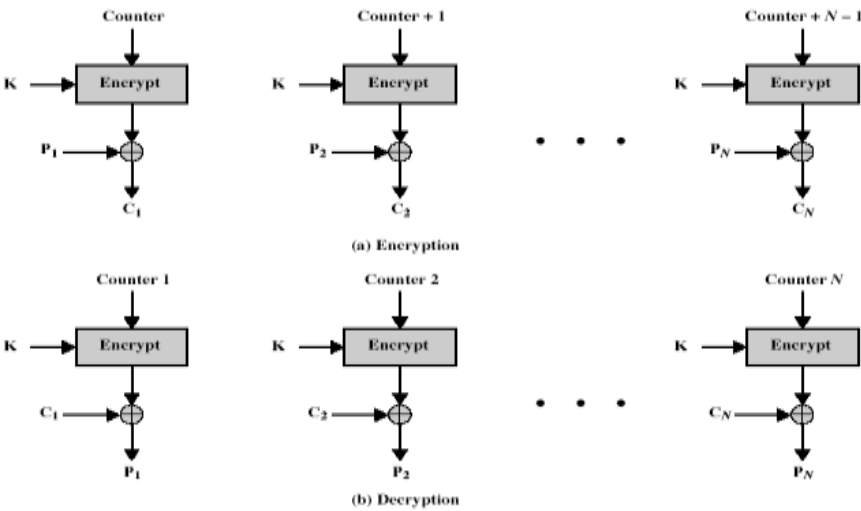 Counter Counter + 1 Counter + N – 1
K Encrypt K Encrypt K Encrypt
P1 P2 PN
C1 C2 CN
(a) Encryption
Counter 1 Counter 2 Counter N
K Encrypt K Encrypt K Encrypt
C1 C2 CN
P1 P2 PN
(b) Decryption